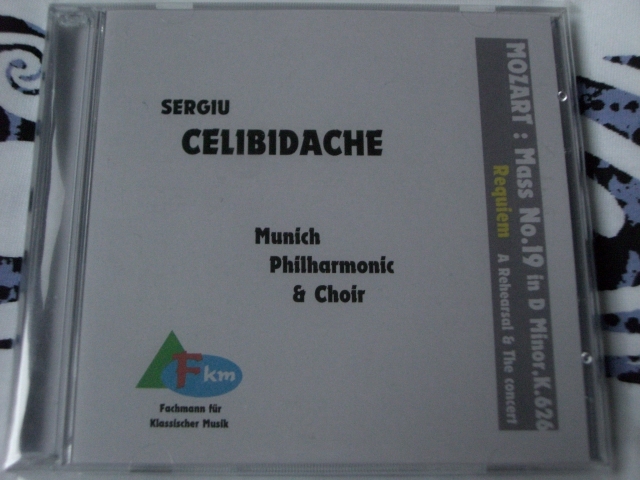 SERGIU
CELIBIDACHE
Munich
Philharmonic
& Choir
Fkm
Fachmann für
Klassischer Musik
MOZART : Mass No.19 in D Minor,K.626
Requiem A Rehearsal & The concert